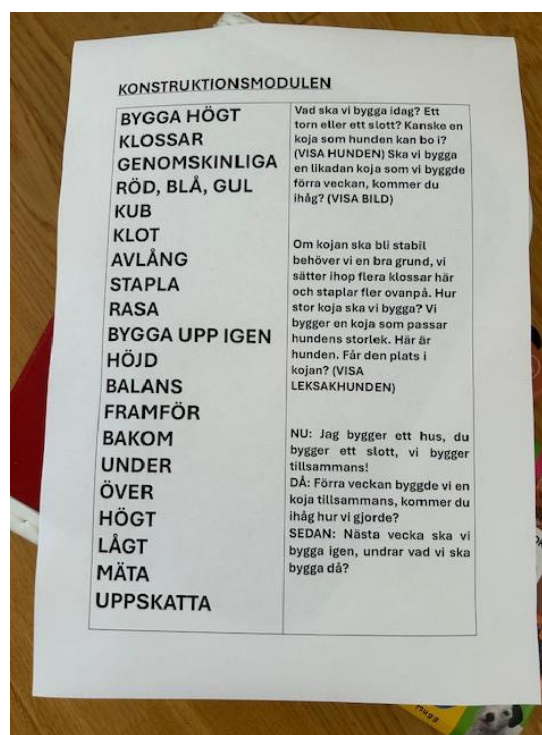 KONSTRUKTIONSMODULEN
BYGGA HÖGT
KLOSSAR
GENOMSKINLIGA
RÖD, BLÅ, GUL
KUB
KLOT
AVLÅNG
STAPLA
RASA
BYGGA UPP IGEN
HÖJD
BALANS
FRAMFÖR
BAKOM
UNDER
ÖVER
HÖGT
LÅGT
MÄTA
UPPSKATTA
Vad ska vi bygga idag? Ett
torn eller ett slott? Kanske en
koja som hunden kan bo i?
(VISA HUNDEN) Ska vi bygga
en likadan koja som vi byggde
förra veckan, kommer du
ihåg? (VISA BILD)
Om kojan ska bli stabil
behöver vi en bra grund, vi
sätter ihop flera klossar här
och staplar fler ovanpå. Hur
stor koja ska vi bygga? Vi
bygger en koja som passar
hundens storlek. Här är
hunden. Får den plats i
kojan? (VISA
LEKSAKHUNDEN)
NU: Jag bygger ett hus, du
bygger ett slott, vi bygger
tillsammans!
DÅ: Förra veckan byggde vi en
koja tillsammans, kommer du
ihåg hur vi gjorde?
SEDAN: Nästa vecka ska vi
bygga igen, undrar vad vi ska
bygga då?